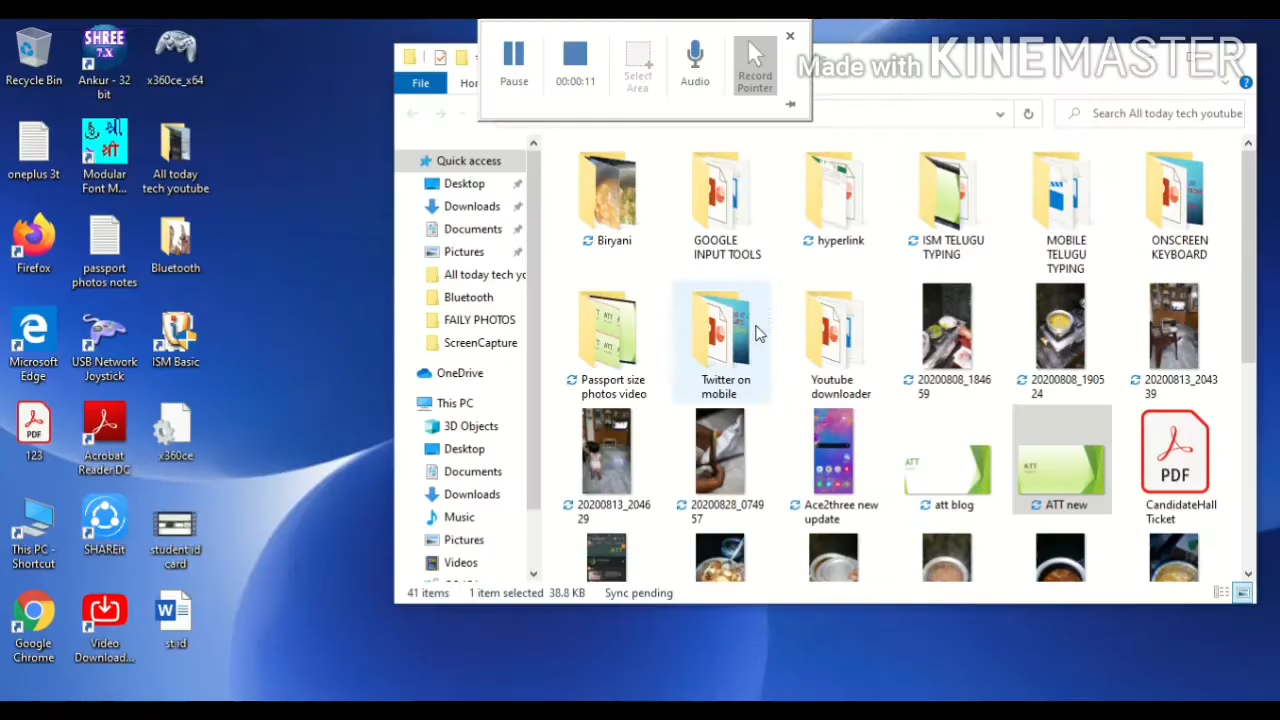 Made with KINEMASTER
Pause
00:00:11
Select
Area
Audio
Record
Pointer
File
Search All today tech youtube
Recycle Bin
SHREE
7.X
Ankur - 32
bit
x360ce_x64
oneplus 3t
श्री
Modular
Font M...
All today
tech youtube
Firefox
passport
photos notes
Bluetooth
Microsoft
Edge
USB Network
Joystick
ISM Basic
PDF
123
Acrobat
Reader DC
x360ce
This PC -
Shortcut
SHAREit
student id
card
Google
Chrome
Video
Download...
st id
Quick access
Desktop
Downloads
Documents
Pictures
All today tech yo
Bluetooth
FAILY PHOTOS
ScreenCapture
OneDrive
This PC
3D Objects
Desktop
Documents
Downloads
Music
Pictures
Videos
Biryani
GOOGLE
INPUT TOOLS
hyperlink
ISM TELUGU
TYPING
MOBILE
TELUGU
TYPING
ONSCREEN
KEYBOARD
Passport size
photos video
Twitter on
mobile
Youtube
downloader
20200808_1846
59
20200808_1905
24
20200813_2043
39
20200813_2046
29
20200828_0749
57
Ace2three new
update
ATT
att blog
ATT
ATT new
PDF
CandidateHall
Ticket
41 items
1 item selected
38.8 KB
Sync pending